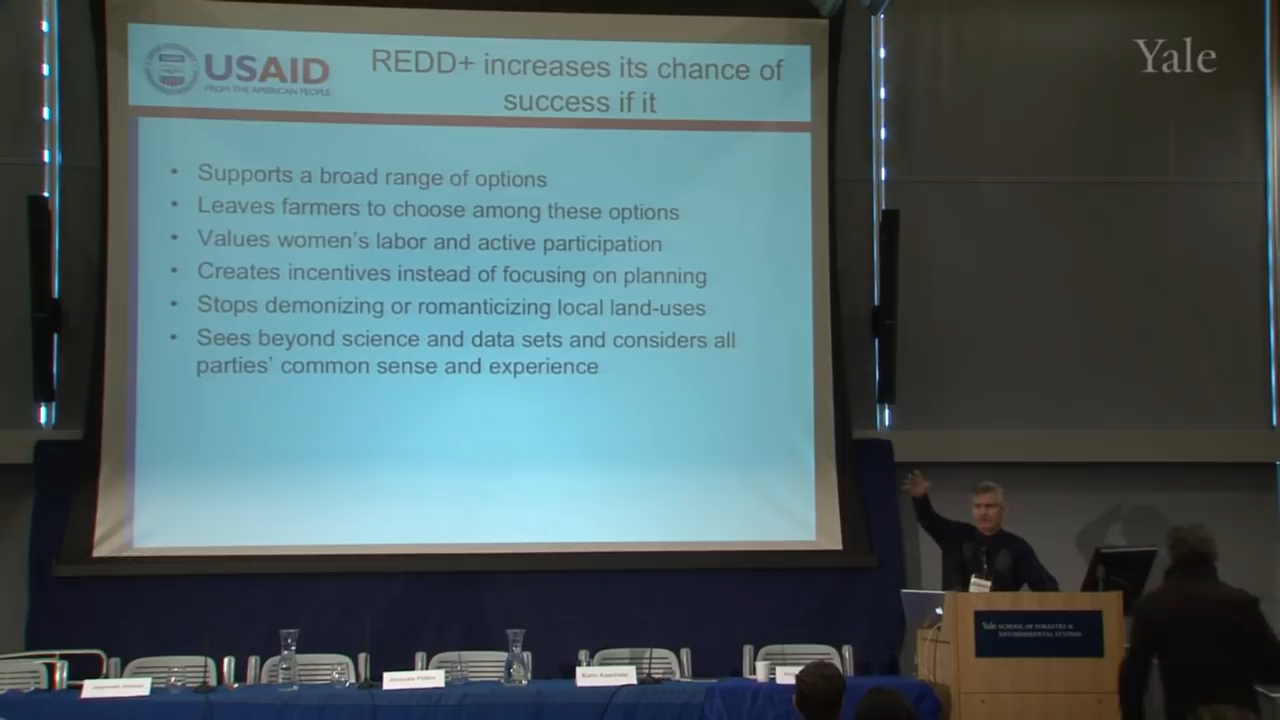 Yale
USAID
FROM THE AMERICAN PEOPLE
REDD+ increases its chance of
success if it
• Supports a broad range of options
• Leaves farmers to choose among these options
• Values women's labor and active participation
• Creates incentives instead of focusing on planning
• Stops demonizing or romanticizing local land-uses
• Sees beyond science and data sets and considers all
parties' common sense and experience
Yale SCHOOL OF FORESTRY &
ENVIRONMENTAL STUDIES